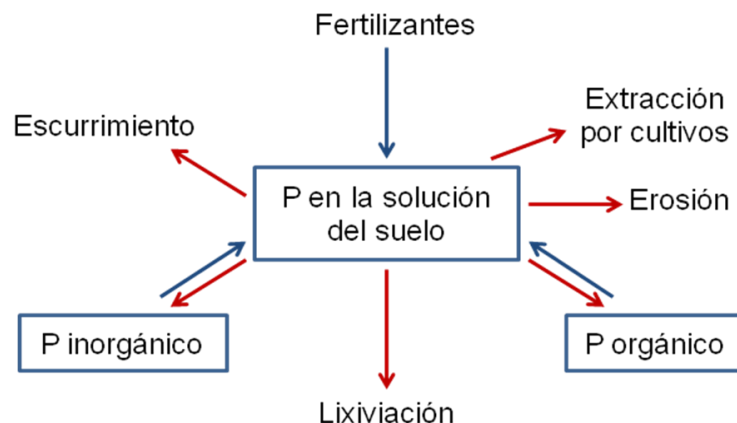 Fertilizantes
Escurrimiento
Extracción
por cultivos
P en la solución
del suelo
Erosión
P inorgánico
P orgánico
Lixiviación